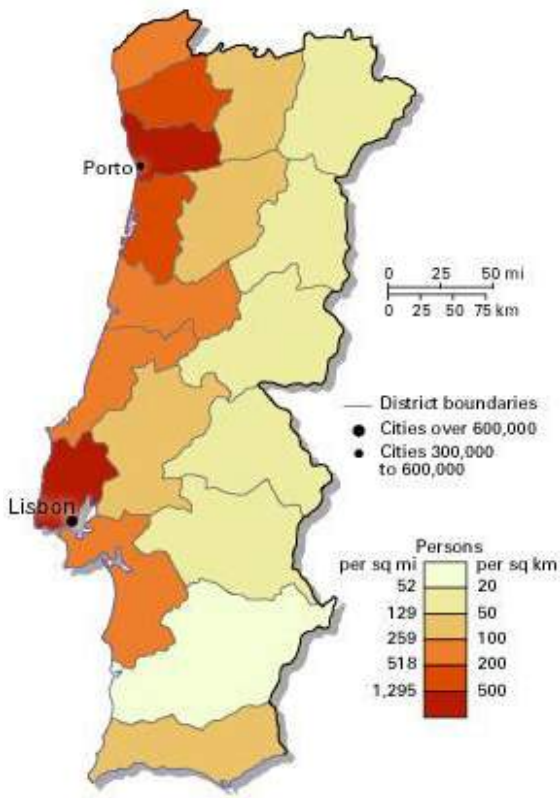 Porto
0 25 50 mi
0 25 50 75 km
District boundaries
Cities over 600,000
Cities 300,000
to 600,000
Lisbon
Persons
per sq mi per sq km
52 20
129 50
259 100
518 200
1,295 500